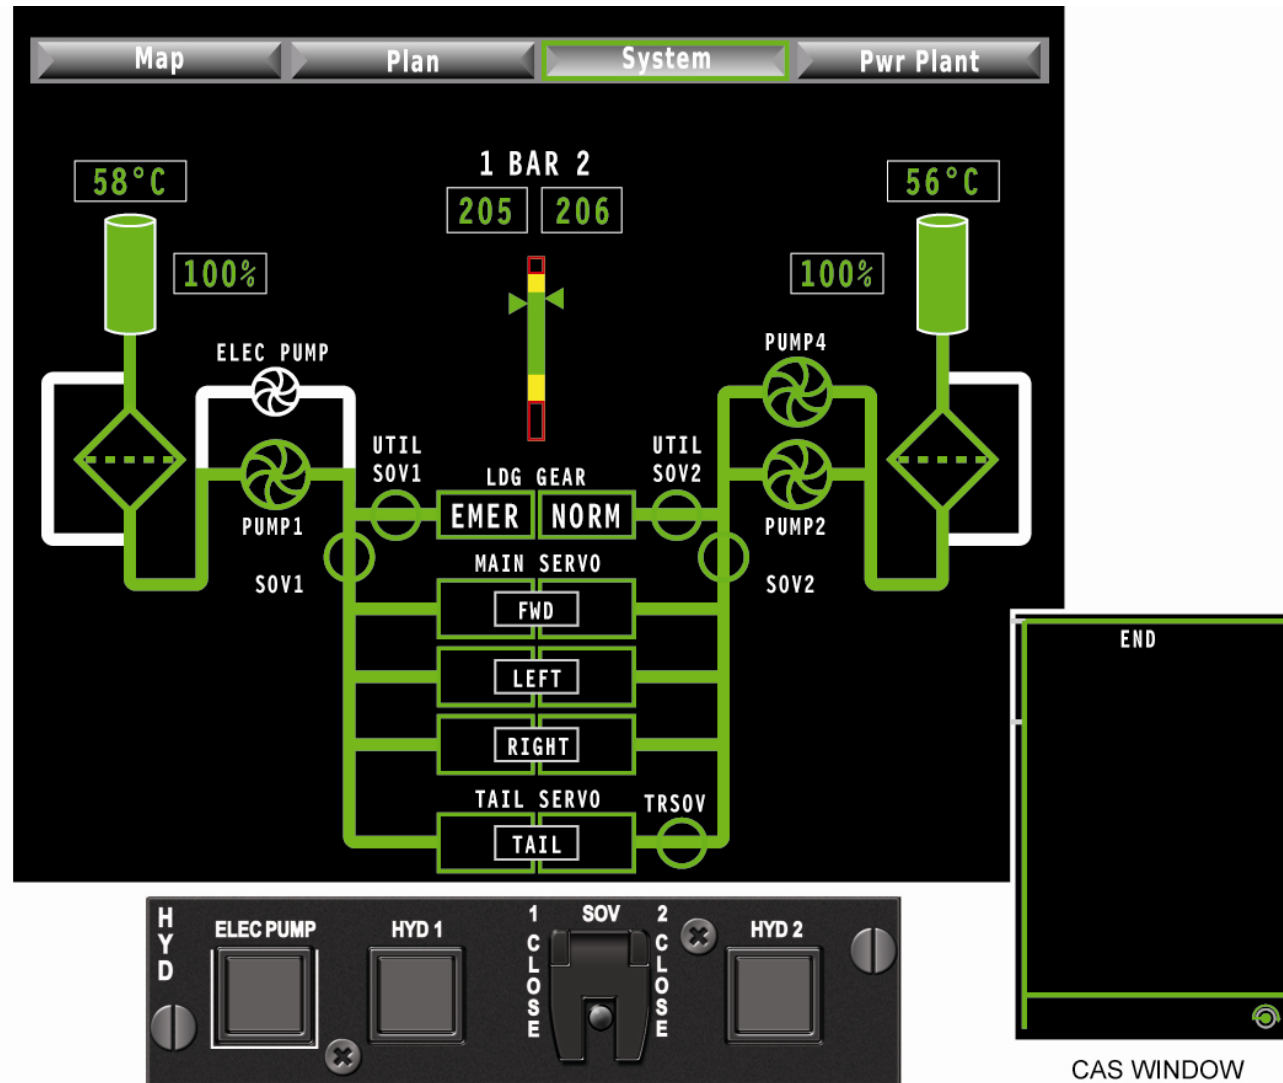 Map Plan System Pwr Plant
58°C
1 BAR 2
56°C
205 206
100%
100%
ELEC PUMP
PUMP4
UTIL
SOV1
UTIL
SOV2
LDG GEAR
EMER NORM
PUMP1
PUMP2
SOV1
MAIN SERVO
SOV2
FWD
LEFT
RIGHT
TAIL SERVO
TRSOV
TAIL
END
HYD
ELEC PUMP
HYD 1
1 CLOSE
SOV
2 CLOSE
HYD 2
CAS WINDOW